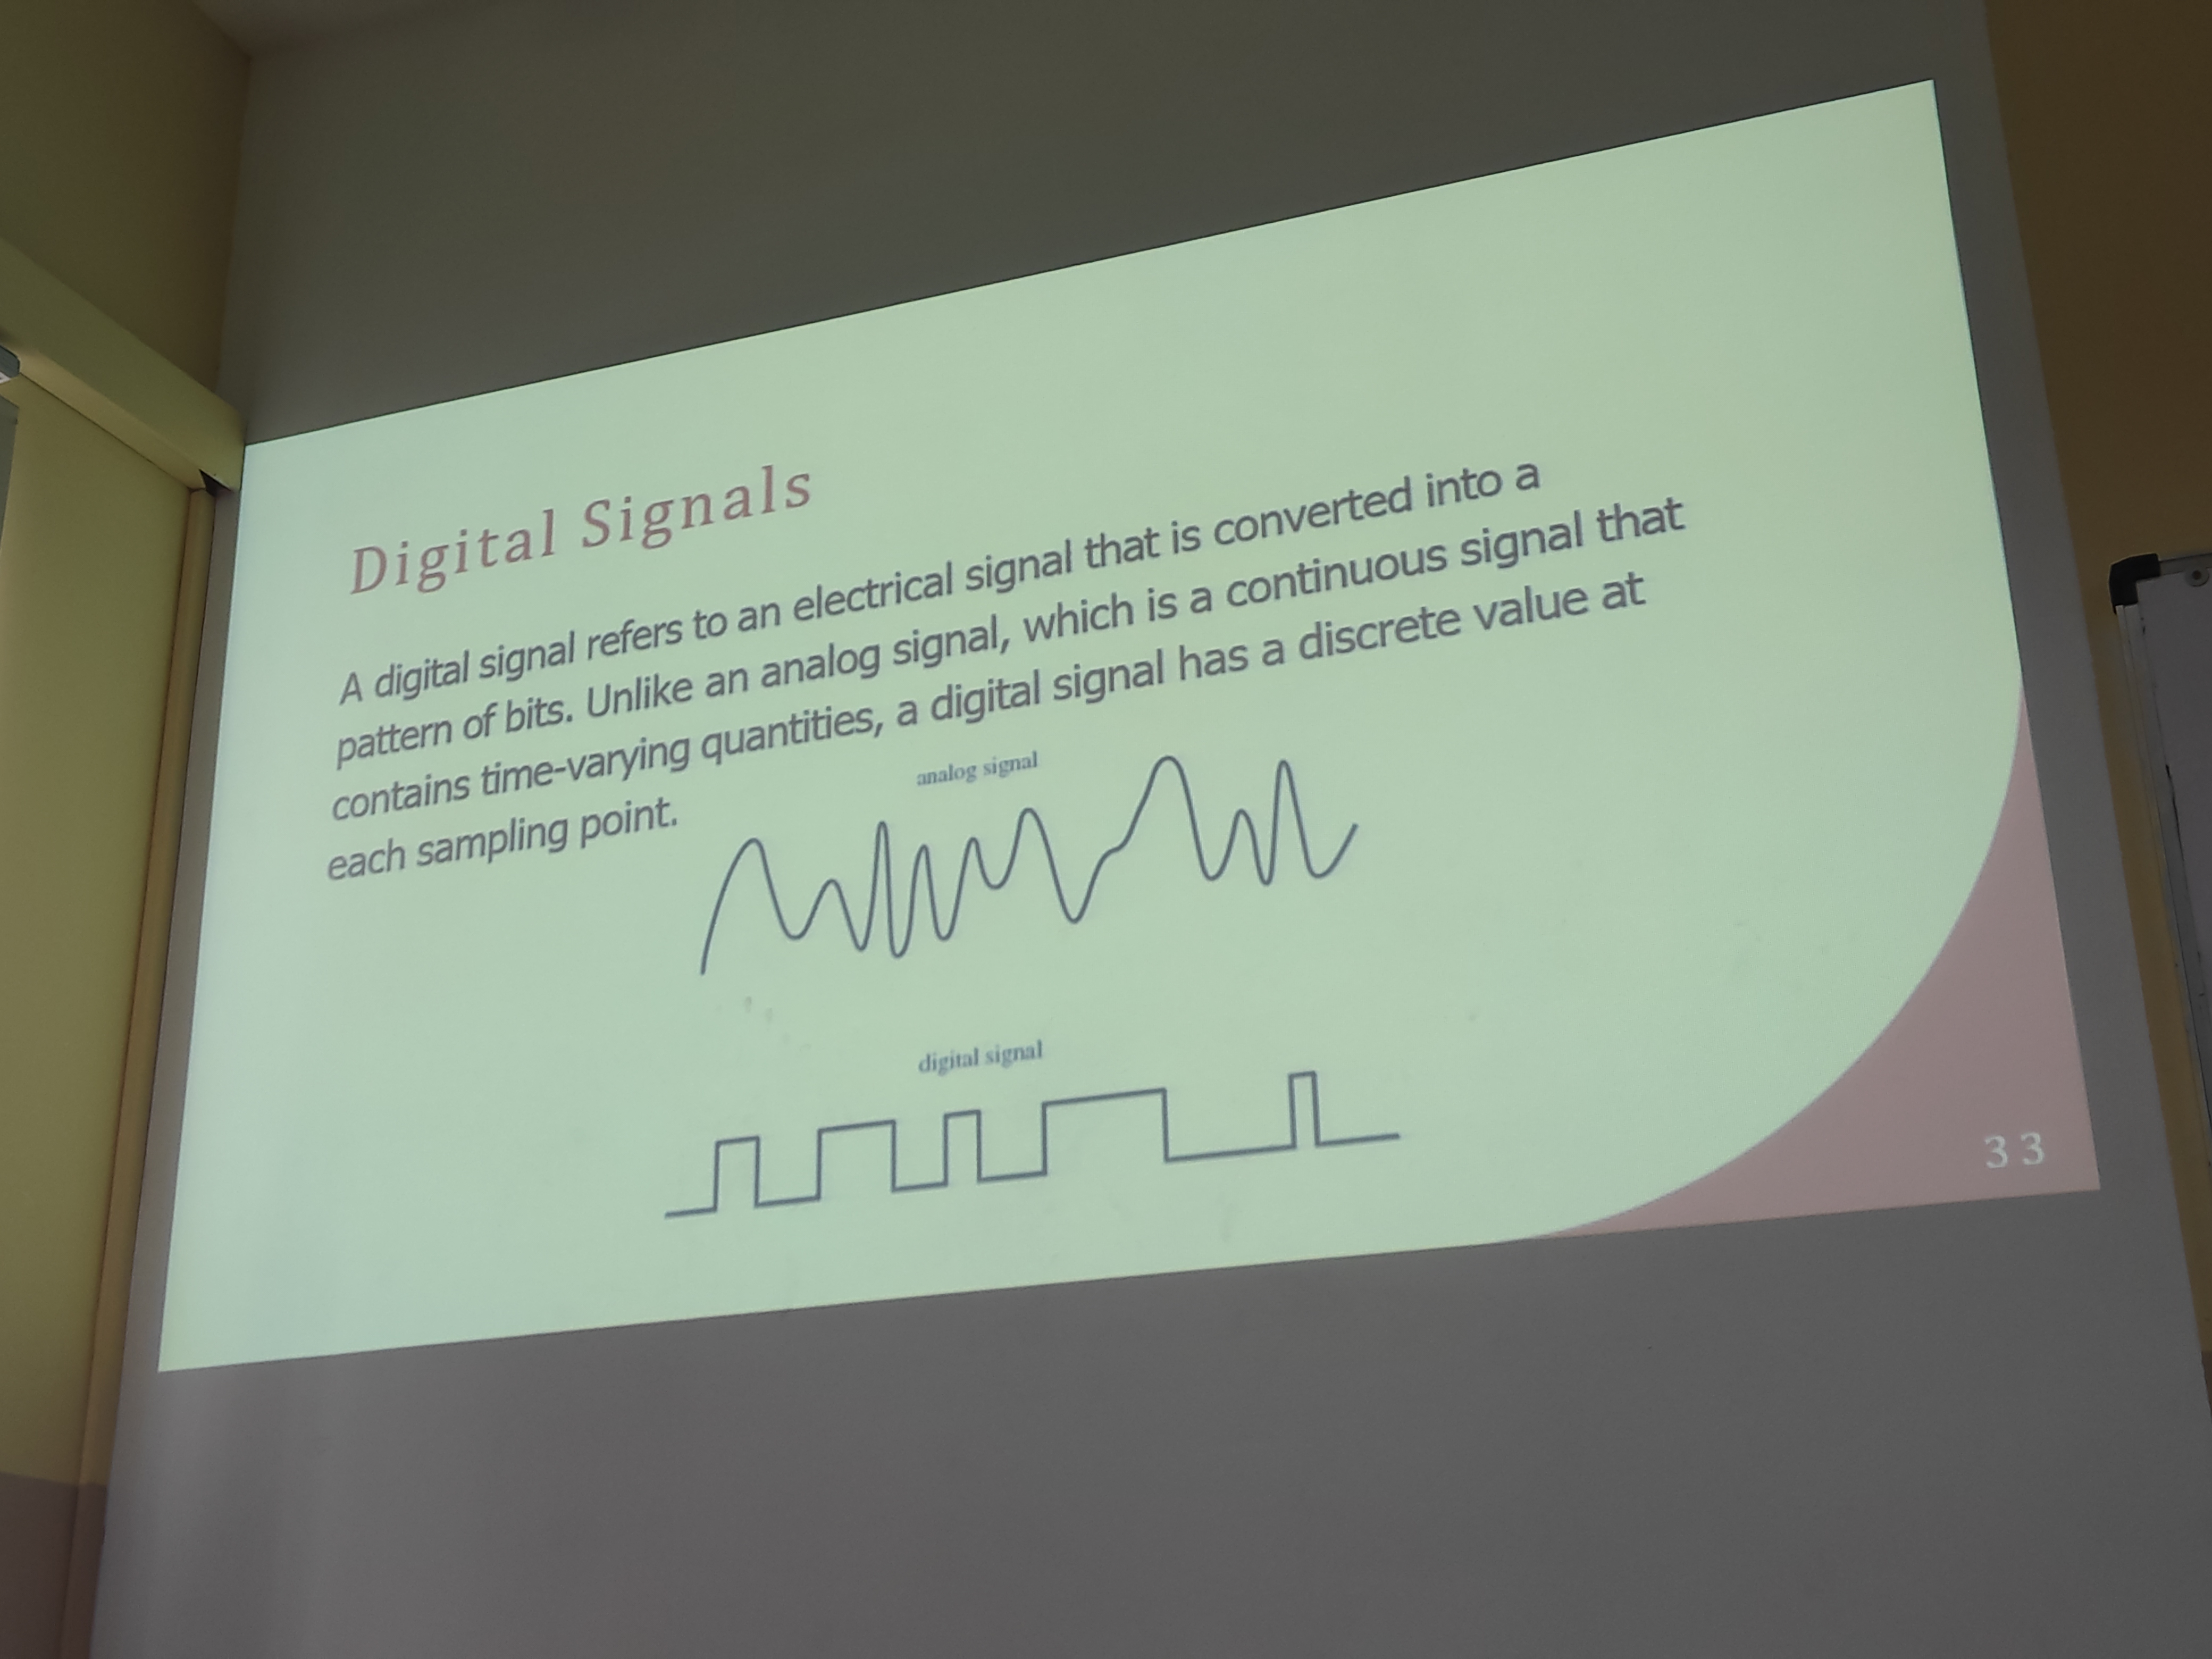 Digital Signals
A digital signal refers to an electrical signal that is converted into a
pattern of bits. Unlike an analog signal, which is a continuous signal that
contains time-varying quantities, a digital signal has a discrete value at
each sampling point.
analog signal
digital signal
33